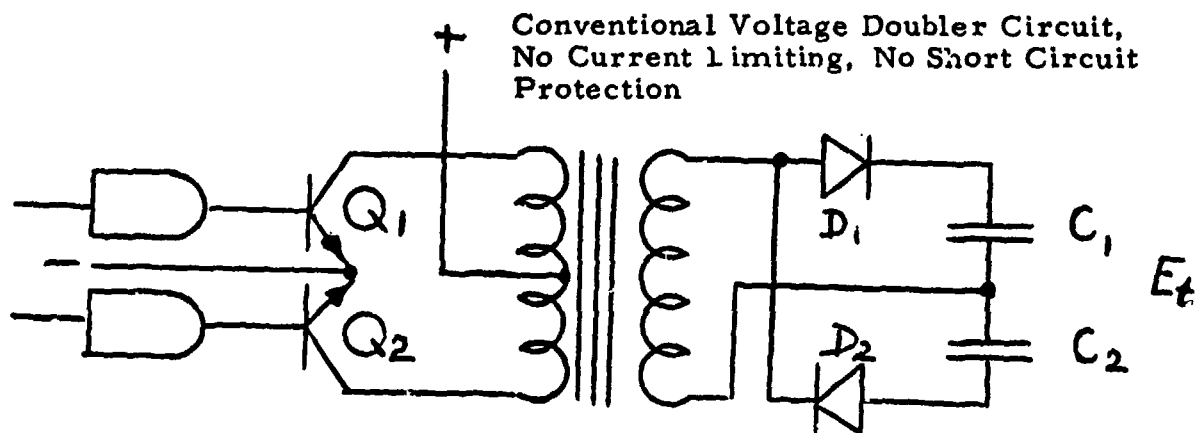 Conventional Voltage Doubler Circuit,
No Current Limiting, No Short Circuit
Protection
+
Q1
−
Q2
D1
C1
Et
D2
C2